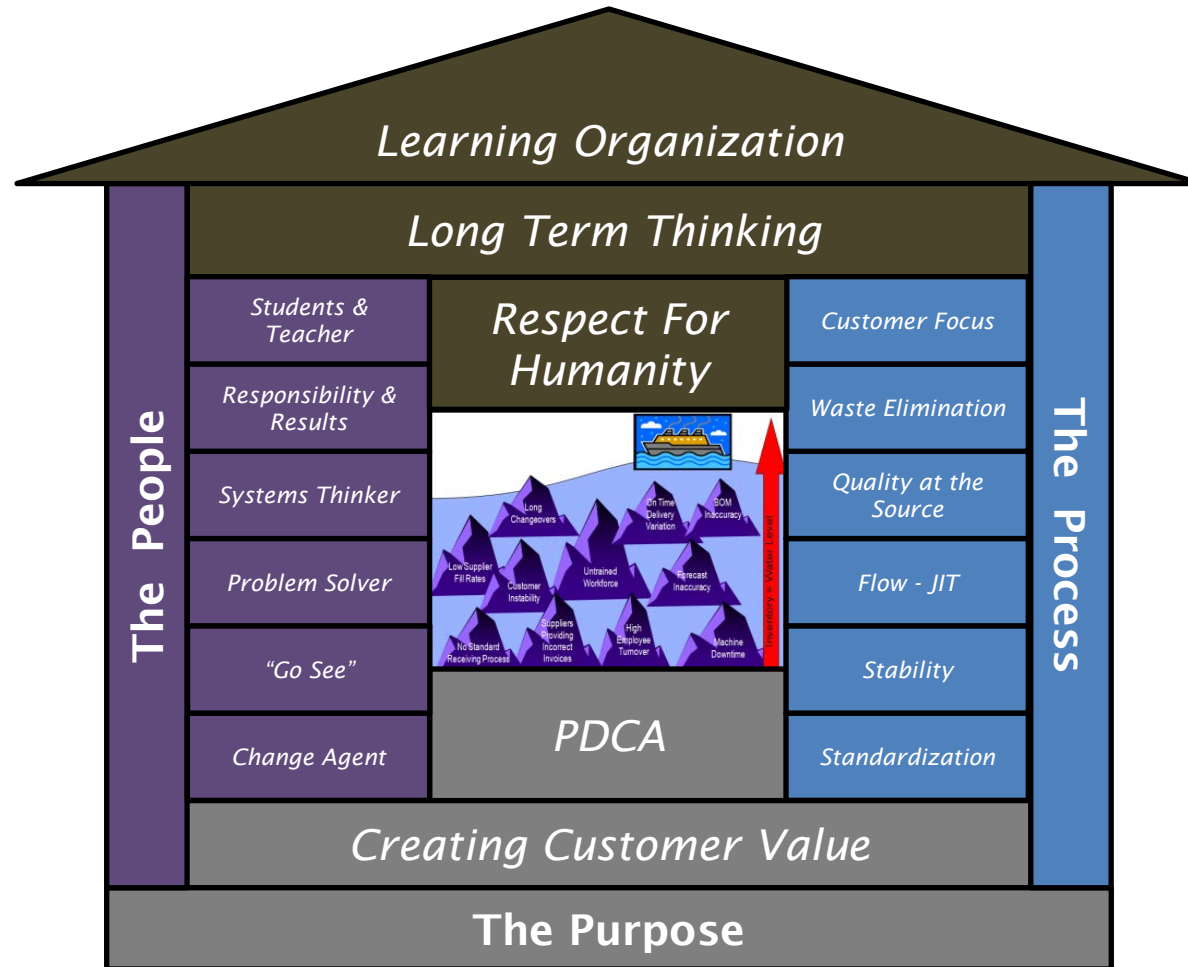 Learning Organization
Long Term Thinking
The People
Students &
Teacher
Responsibility &
Results
Systems Thinker
Problem Solver
“Go See”
Change Agent
Respect For
Humanity
Long
Changeovers
On Time
Delivery
Variation
BOM
Inaccuracy
Low Supplier
Fill Rates
Customer
Instability
Untrained
Workforce
Forecast
Inaccuracy
No Standard
Receiving Process
Suppliers
Providing
Incorrect
Invoices
High
Employee
Turnover
Machine
Downtime
Inventory = Water Level
PDCA
Customer Focus
Waste Elimination
Quality at the
Source
Flow - JIT
Stability
Standardization
The Process
Creating Customer Value
The Purpose